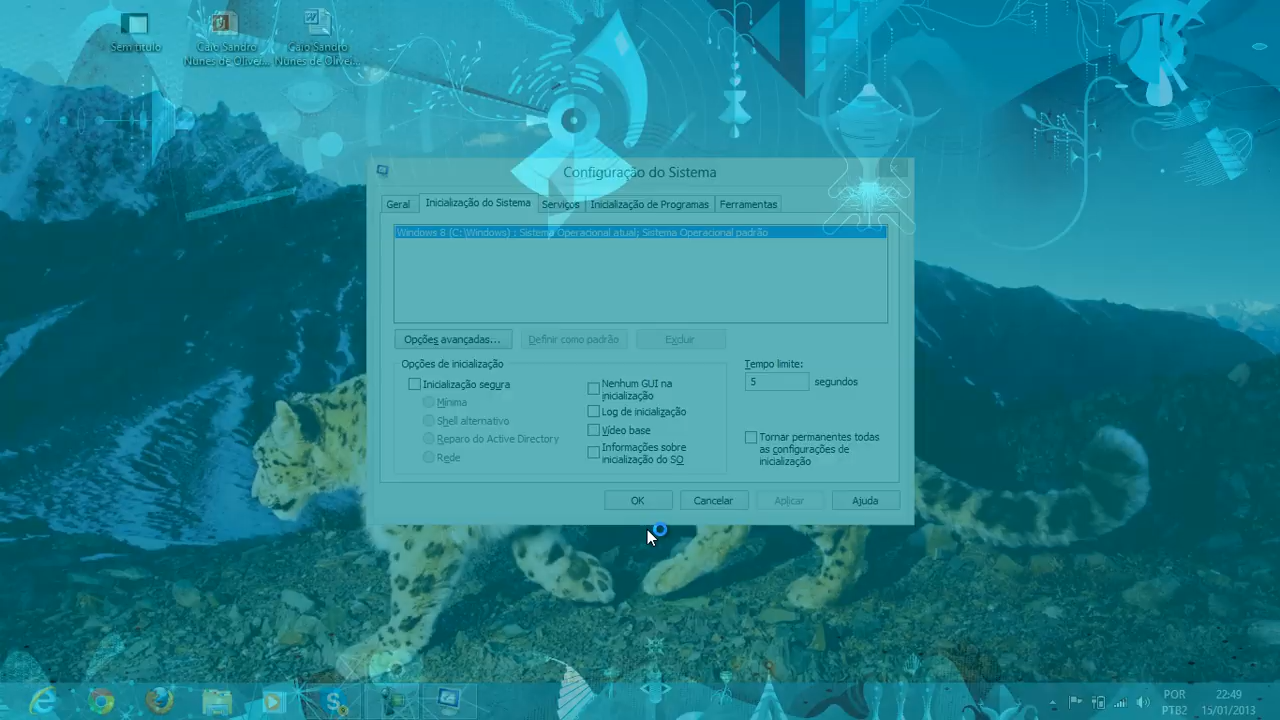 Sem título
Caio Sandro
Nunes de Olivei...
Caio Sandro
Nunes de Olivei...
Configuração do Sistema
Geral
Inicialização do Sistema
Serviços
Inicialização de Programas
Ferramentas
Windows 8 (C:\Windows) : Sistema Operacional atual; Sistema Operacional padrão
Opções avançadas...
Definir como padrão
Excluir
Opções de inicialização
Inicialização segura
Mínima
Shell alternativo
Reparo do Active Directory
Rede
Nenhum GUI na
inicialização
Log de inicialização
Vídeo base
Informações sobre
inicialização do SO
Tempo limite:
5 segundos
Tornar permanentes todas
as configurações de
inicialização
OK
Cancelar
Aplicar
Ajuda
POR
PTB2
22:49
15/01/2013